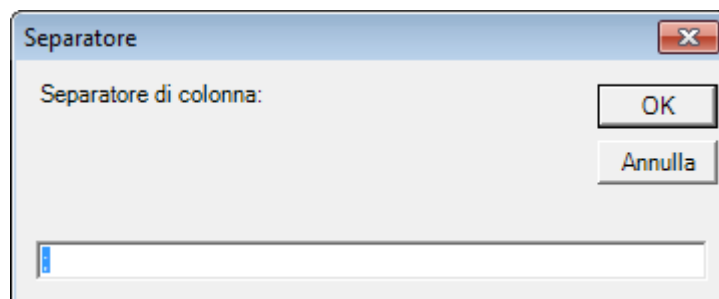 Separatore
Separatore di colonna:
OK
Annulla
;